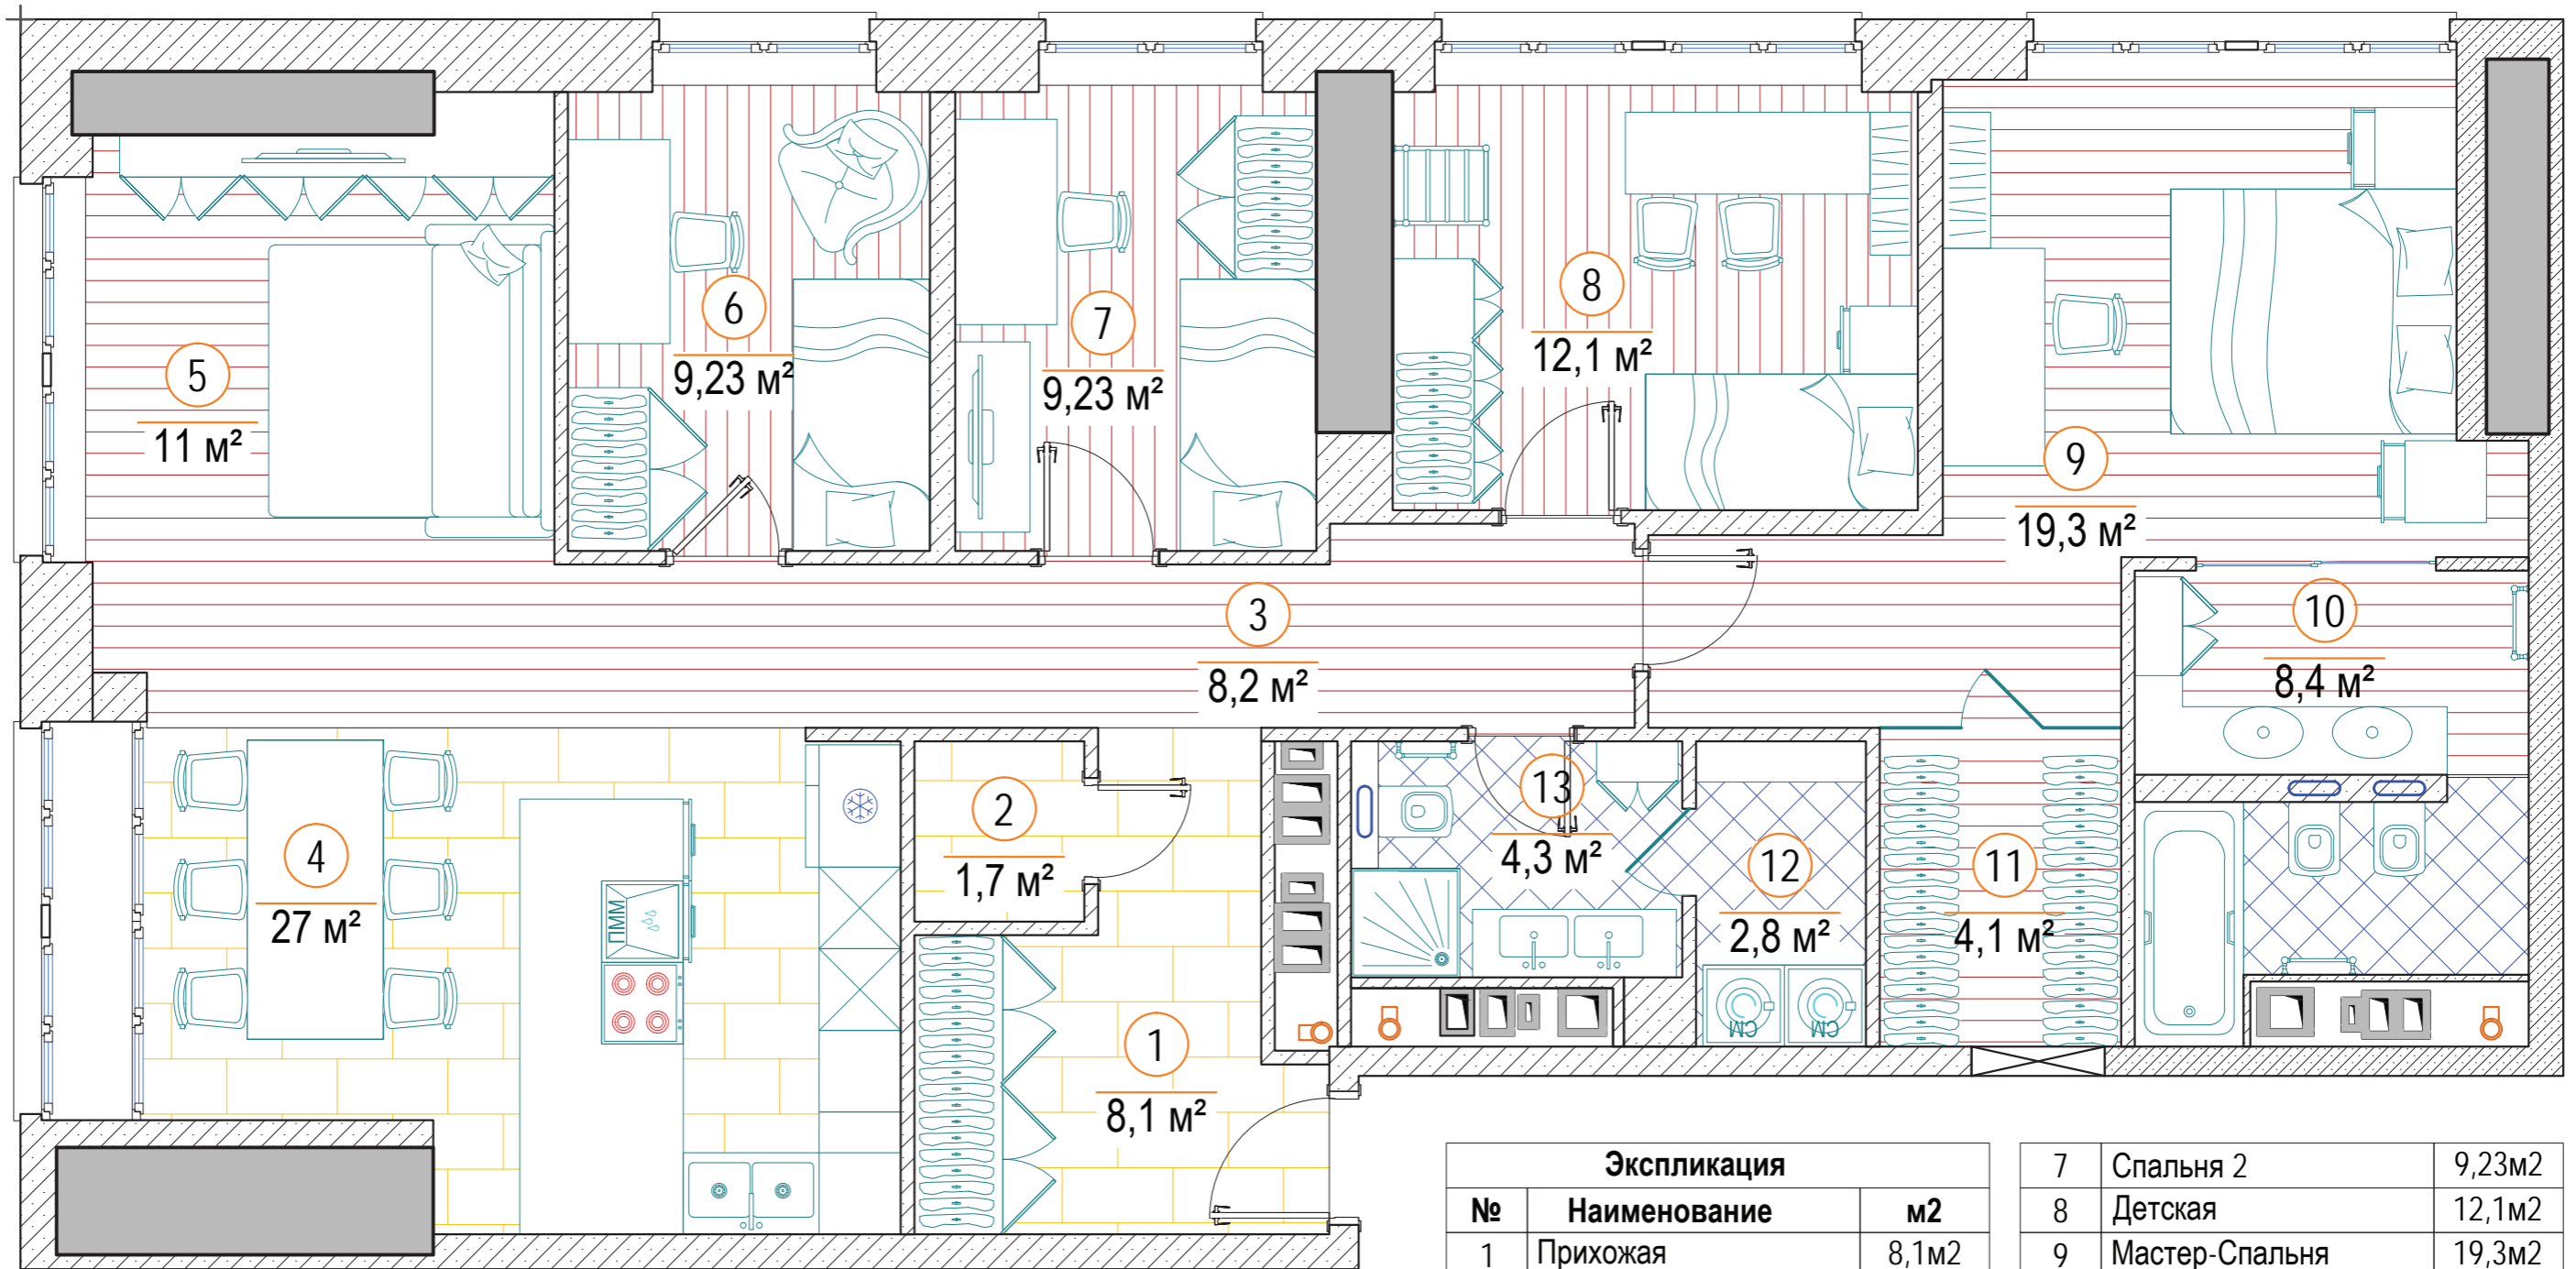 5
11 м²
6
9,23 м²
7
9,23 м²
8
12,1 м²
9
19,3 м²
3
8,2 м²
10
8,4 м²
4
27 м²
ПММ
2
1,7 м²
1
8,1 м²
13
4,3 м²
12
2,8 м²
СМ СМ
11
4,1 м²
Экспликация
№ Наименование м2
1 Прихожая 8,1м2
7 Спальня 2 9,23м2
8 Детская 12,1м2
9 Мастер-Спальня 19,3м2